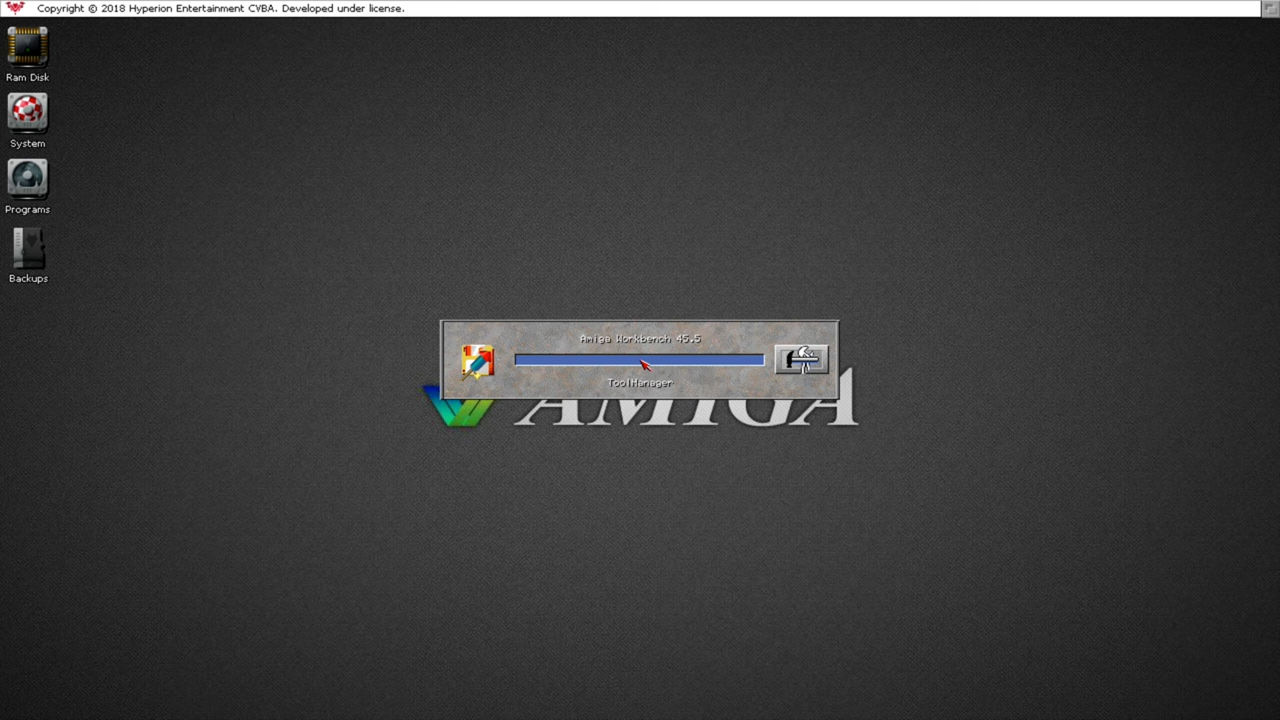 Copyright © 2018 Hyperion Entertainment CVBA. Developed under license.
Ram Disk
System
Programs
Backups
Amiga Workbench 45.5
ToolManager
AMIGA